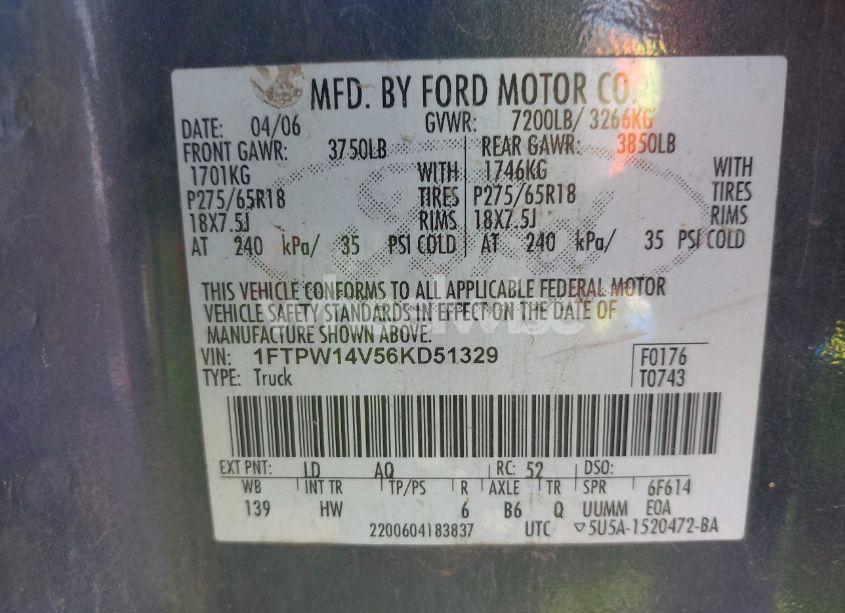 MFD. BY FORD MOTOR CO.
DATE: 04/06 GVWR: 7200LB/ 3266KG
FRONT GAWR: 3750LB REAR GAWR: 3850LB
1701KG WITH 1746KG WITH
P275/65R18 TIRES P275/65R18 TIRES
18X7.5J RIMS 18X7.5J RIMS
AT 240 kPa/ 35 PSI COLD AT 240 kPa/ 35 PSI COLD
THIS VEHICLE CONFORMS TO ALL APPLICABLE FEDERAL MOTOR
VEHICLE SAFETY STANDARDS IN EFFECT ON THE DATE OF
MANUFACTURE SHOWN ABOVE.
VIN: 1FTPW14V56KD51329 F0176
TYPE: Truck T0743
EXT PNT: LD AQ RC: 52 DSO:
WB INT TR TP/PS R AXLE TR SPR 6F614
139 HW 6 B6 Q UUMM EOA
2200604183837 UTC 5U5A-1520472-BA